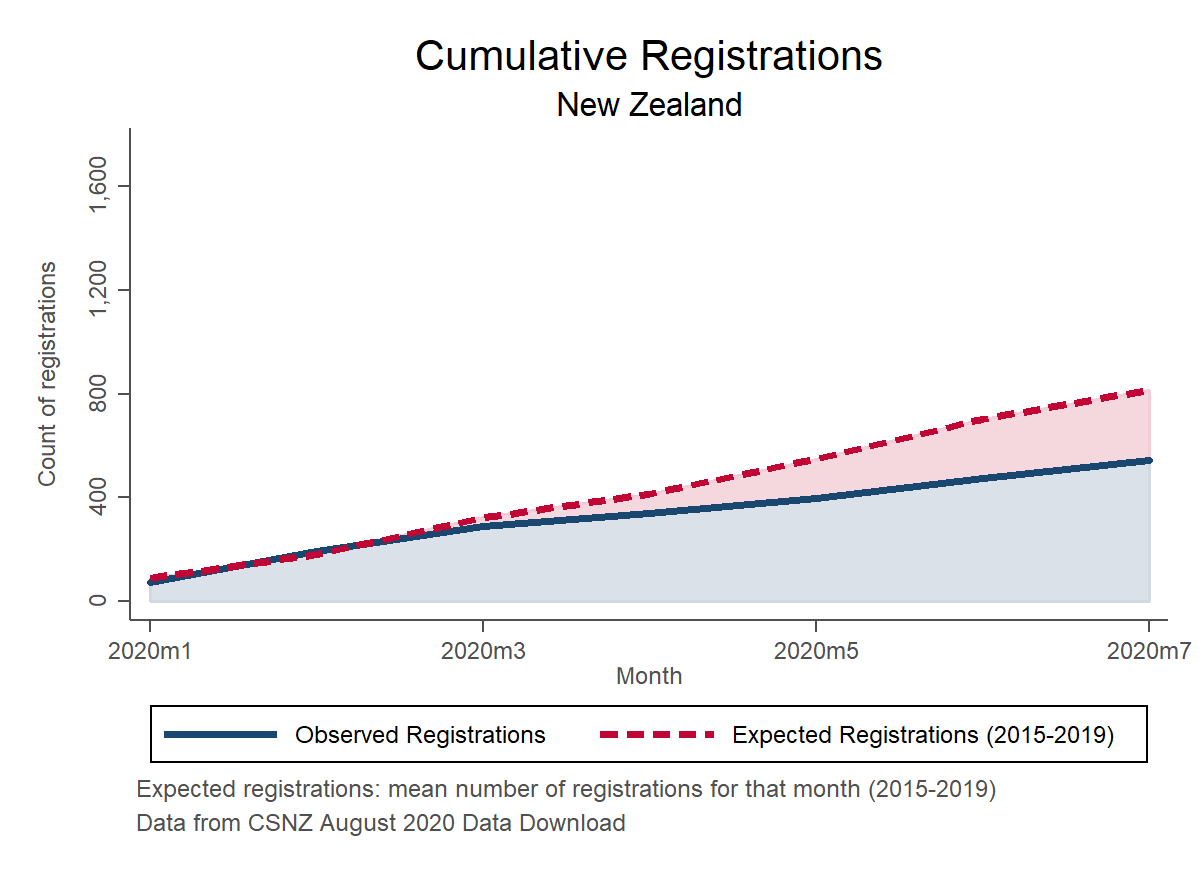 Cumulative Registrations
New Zealand
Count of registrations
1,600
1,200
800
400
0
2020m1 2020m3 2020m5 2020m7
Month
Observed Registrations Expected Registrations (2015-2019)
Expected registrations: mean number of registrations for that month (2015-2019)
Data from CSNZ August 2020 Data Download